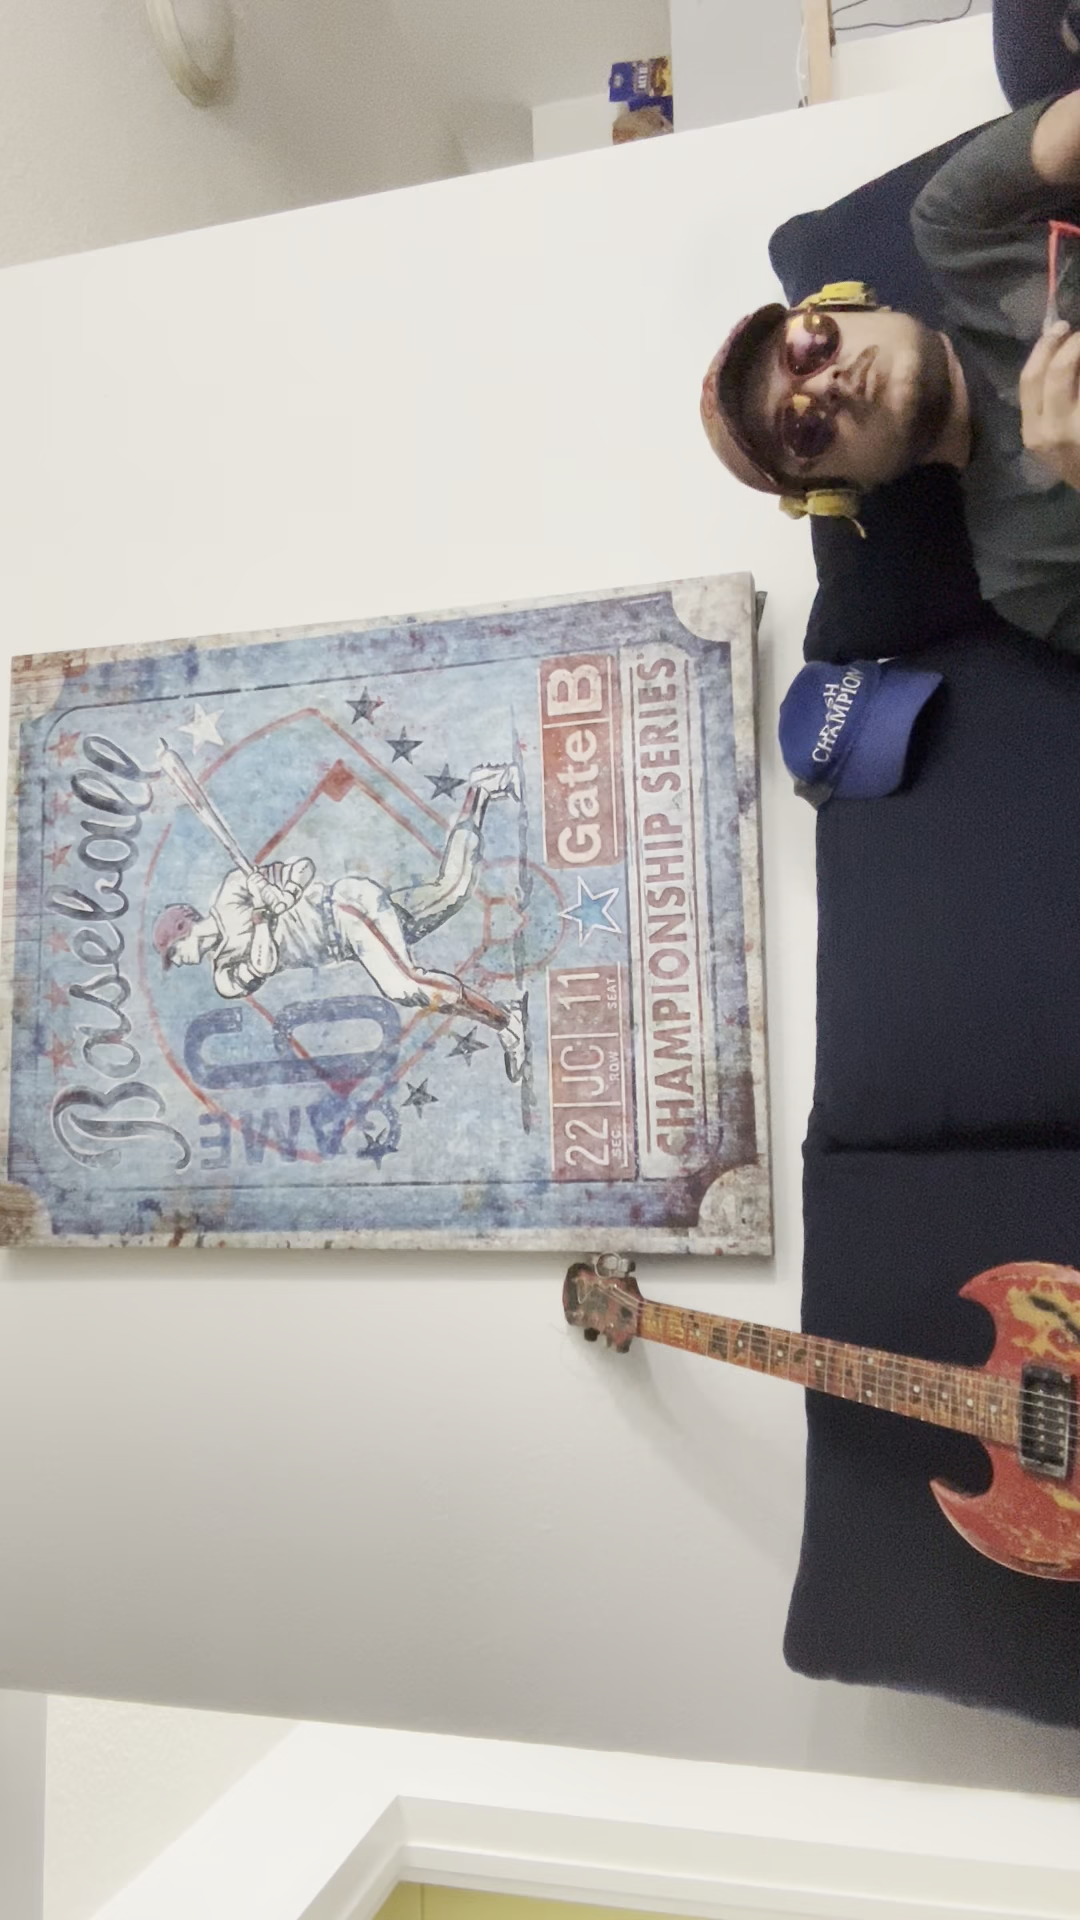 Baseball
GAME 6
22 JC 11
SEC. ROW SEAT
Gate B
CHAMPIONSHIP SERIES
CHAMPION